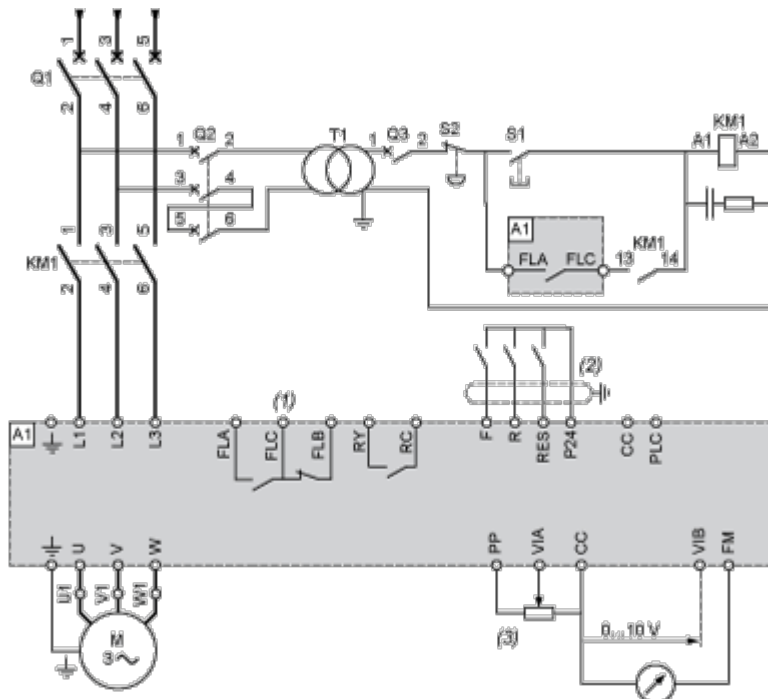 1 3 5
Q1
2 4 6
1 Q2 2
3 4
5 6
T1
1 Q3 2
S2
S1
KM1
A1 A2
A1
FLA FLC
KM1
13 14
1 3 5
KM1
2 4 6
(1)
(2)
A1
L1 L2 L3
FLA FLC FLB RY RC
F R RES P24 CC PLC
U V W
PP VIA CC VIB FM
U1 V1 W1
M
3
(3)
0...10 V